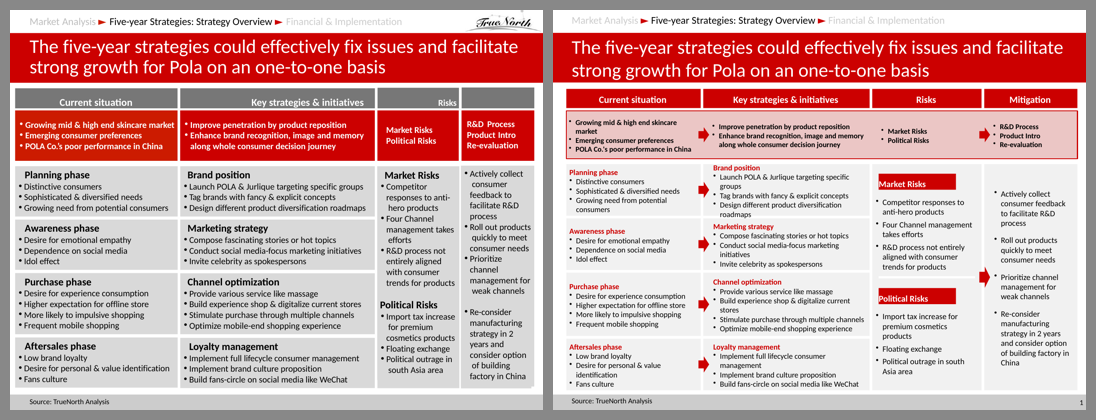 Market Analysis ► Five-year Strategies: Strategy Overview ► Financial & Implementation
True North
The five-year strategies could effectively fix issues and facilitate
strong growth for Pola on an one-to-one basis
Current situation
Key strategies & initiatives
Risks
• Growing mid & high end skincare market
• Emerging consumer preferences
• POLA Co.'s poor performance in China
• Improve penetration by product reposition
• Enhance brand recognition, image and memory
along whole consumer decision journey
Market Risks
Political Risks
R&D Process
Product Intro
Re-evaluation
Planning phase
• Distinctive consumers
• Sophisticated & diversified needs
• Growing need from potential consumers
Brand position
• Launch POLA & Jurlique targeting specific groups
• Tag brands with fancy & explicit concepts
• Design different product diversification roadmaps
Awareness phase
• Desire for emotional empathy
• Dependence on social media
• Idol effect
Marketing strategy
• Compose fascinating stories or hot topics
• Conduct social media-focus marketing initiatives
• Invite celebrity as spokespersons
Purchase phase
• Desire for experience consumption
• Higher expectation for offline store
• More likely to impulsive shopping
• Frequent mobile shopping
Channel optimization
• Provide various service like massage
• Build experience shop & digitalize current stores
• Stimulate purchase through multiple channels
• Optimize mobile-end shopping experience
Aftersales phase
• Low brand loyalty
• Desire for personal & value identification
• Fans culture
Loyalty management
• Implement full lifecycle consumer management
• Implement brand culture proposition
• Build fans-circle on social media like WeChat
Market Risks
• Competitor
responses to anti-
hero products
• Four Channel
management takes
efforts
• R&D process not
entirely aligned
with consumer
trends for products
Political Risks
• Import tax increase
for premium
cosmetics products
• Floating exchange
• Political outrage in
south Asia area
• Actively collect
consumer
feedback to
facilitate R&D
process
• Roll out products
quickly to meet
consumer needs
• Prioritize
channel
management for
weak channels
• Re-consider
manufacturing
strategy in 2
years and
consider option
of building
factory in China
Source: TrueNorth Analysis
Market Analysis ► Five-year Strategies: Strategy Overview ► Financial & Implementation
The five-year strategies could effectively fix issues and facilitate
strong growth for Pola on an one-to-one basis
Current situation
Key strategies & initiatives
Risks
Mitigation
• Growing mid & high end skincare
market
• Emerging consumer preferences
• POLA Co.'s poor performance in China
• Improve penetration by product reposition
• Enhance brand recognition, image and memory
along whole consumer decision journey
• Market Risks
• Political Risks
• R&D Process
• Product Intro
• Re-evaluation
Planning phase
• Distinctive consumers
• Sophisticated & diversified needs
• Growing need from potential
consumers
Brand position
• Launch POLA & Jurlique targeting specific
groups
• Tag brands with fancy & explicit concepts
• Design different product diversification
roadmaps
Awareness phase
• Desire for emotional empathy
• Dependence on social media
• Idol effect
Marketing strategy
• Compose fascinating stories or hot topics
• Conduct social media-focus marketing
initiatives
• Invite celebrity as spokespersons
Purchase phase
• Desire for experience consumption
• Higher expectation for offline store
• More likely to impulsive shopping
• Frequent mobile shopping
Channel optimization
• Provide various service like massage
• Build experience shop & digitalize current
stores
• Stimulate purchase through multiple channels
• Optimize mobile-end shopping experience
Aftersales phase
• Low brand loyalty
• Desire for personal & value
identification
• Fans culture
Loyalty management
• Implement full lifecycle consumer
management
• Implement brand culture proposition
• Build fans-circle on social media like WeChat
Market Risks
• Competitor responses to
anti-hero products
• Four Channel management
takes efforts
• R&D process not entirely
aligned with consumer
trends for products
Political Risks
• Import tax increase for
premium cosmetics
products
• Floating exchange
• Political outrage in south
Asia area
• Actively collect
consumer feedback
to facilitate R&D
process
• Roll out products
quickly to meet
consumer needs
• Prioritize channel
management for
weak channels
• Re-consider
manufacturing
strategy in 2 years
and consider option
of building factory in
China
Source: TrueNorth Analysis
1